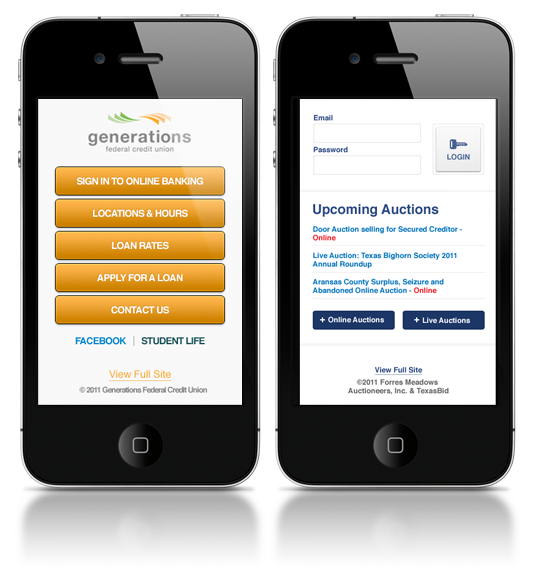 generations
federal credit union
SIGN IN TO ONLINE BANKING
LOCATIONS & HOURS
LOAN RATES
APPLY FOR A LOAN
CONTACT US
FACEBOOK | STUDENT LIFE
View Full Site
© 2011 Generations Federal Credit Union
Email
Password
LOGIN
Upcoming Auctions
Door Auction selling for Secured Creditor -
Online
Live Auction: Texas Bighorn Society 2011
Annual Roundup
Aransas County Surplus, Seizure and
Abandoned Online Auction - Online
+ Online Auctions
+ Live Auctions
View Full Site
©2011 Forres Meadows
Auctioneers, Inc. & TexasBid